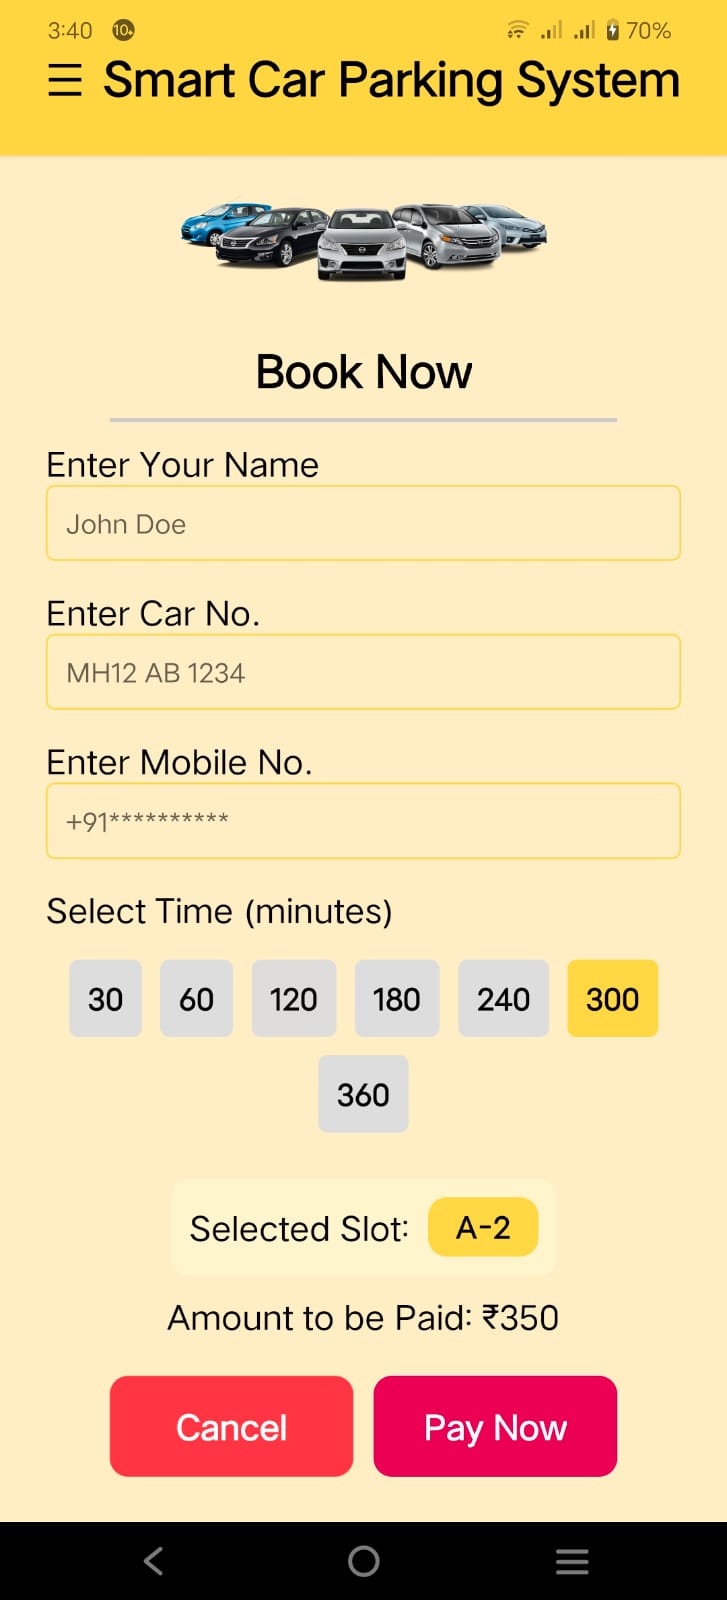 3:40 10+ 70%
Smart Car Parking System
Book Now
Enter Your Name
John Doe
Enter Car No.
MH12 AB 1234
Enter Mobile No.
+91**********
Select Time (minutes)
30 60 120 180 240 300
360
Selected Slot: A-2
Amount to be Paid: ₹350
Cancel Pay Now